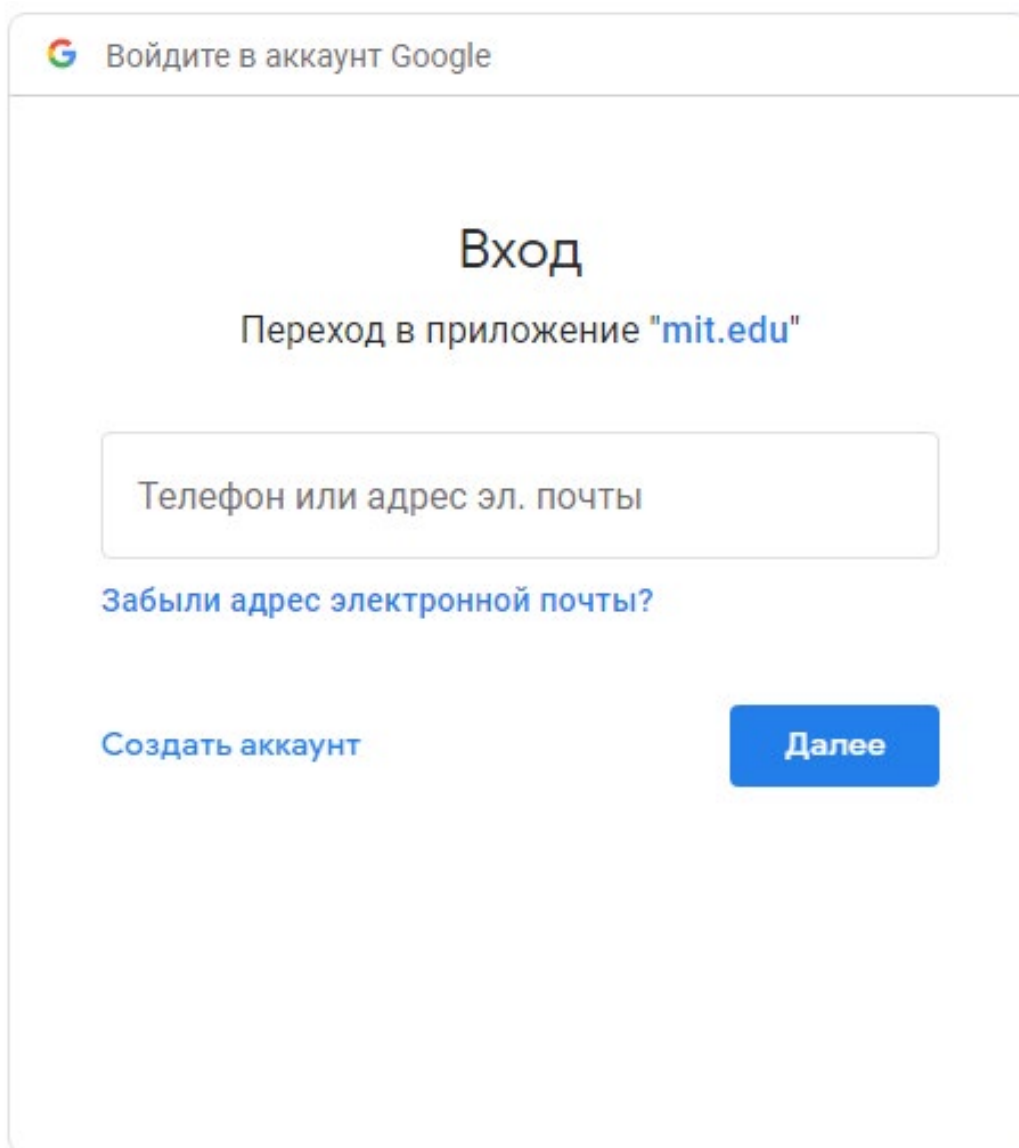 Войдите в аккаунт Google
Вход
Переход в приложение "mit.edu"
Телефон или адрес эл. почты
Забыли адрес электронной почты?
Создать аккаунт
Далее